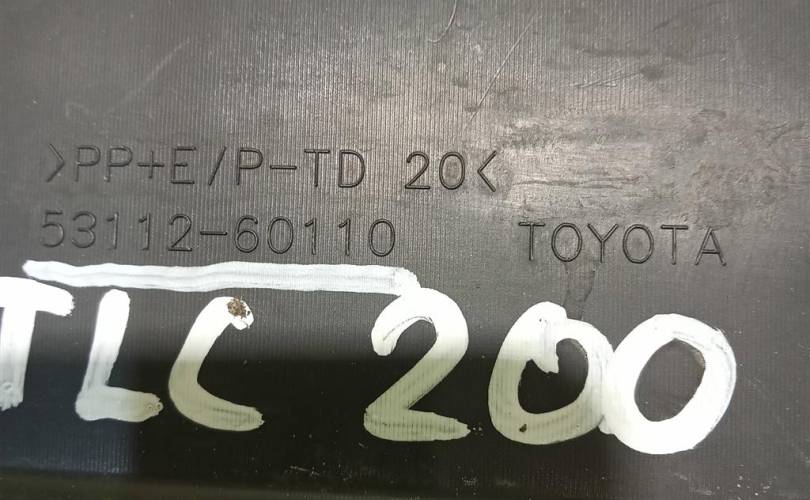 >PP+E/P-TD 20<
53112-60110 TOYOTA
TLC 200